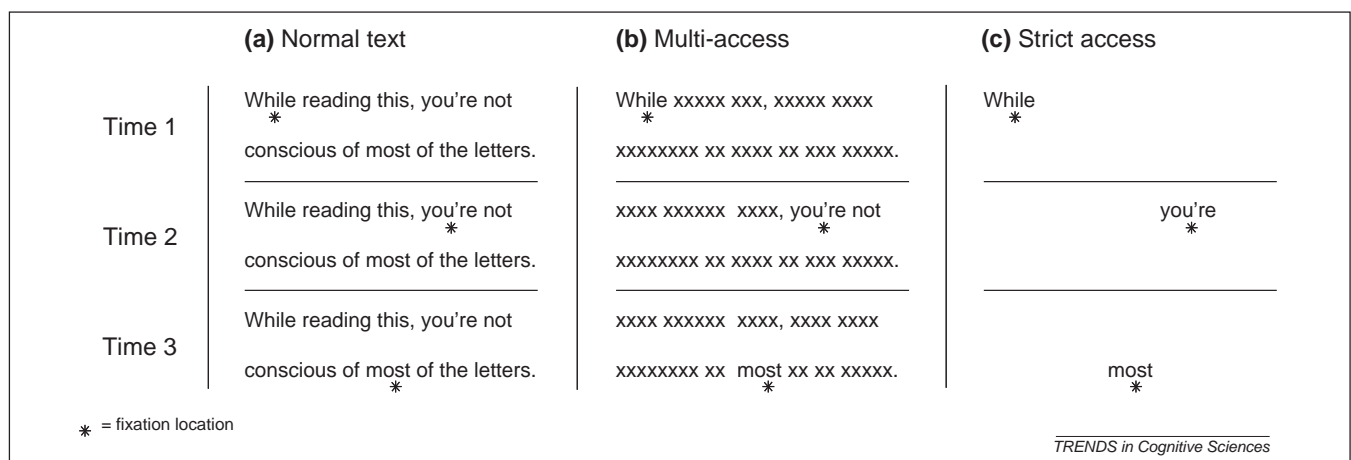 (a) Normal text (b) Multi-access (c) Strict access
Time 1
While reading this, you're not
*
conscious of most of the letters.
While xxxxx xxx, xxxxx xxxx
*
xxxxxxxx xx xxxx xx xxx xxxxx.
While
*
Time 2
While reading this, you're not
*
conscious of most of the letters.
xxxx xxxxxx xxxx, you're not
*
xxxxxxxx xx xxxx xx xxx xxxxx.
you're
*
Time 3
While reading this, you're not
conscious of most of the letters.
*
xxxx xxxxxx xxxx, xxxx xxxx
xxxxxxxx xx most xx xx xxxxx.
*
most
*
* = fixation location
TRENDS in Cognitive Sciences